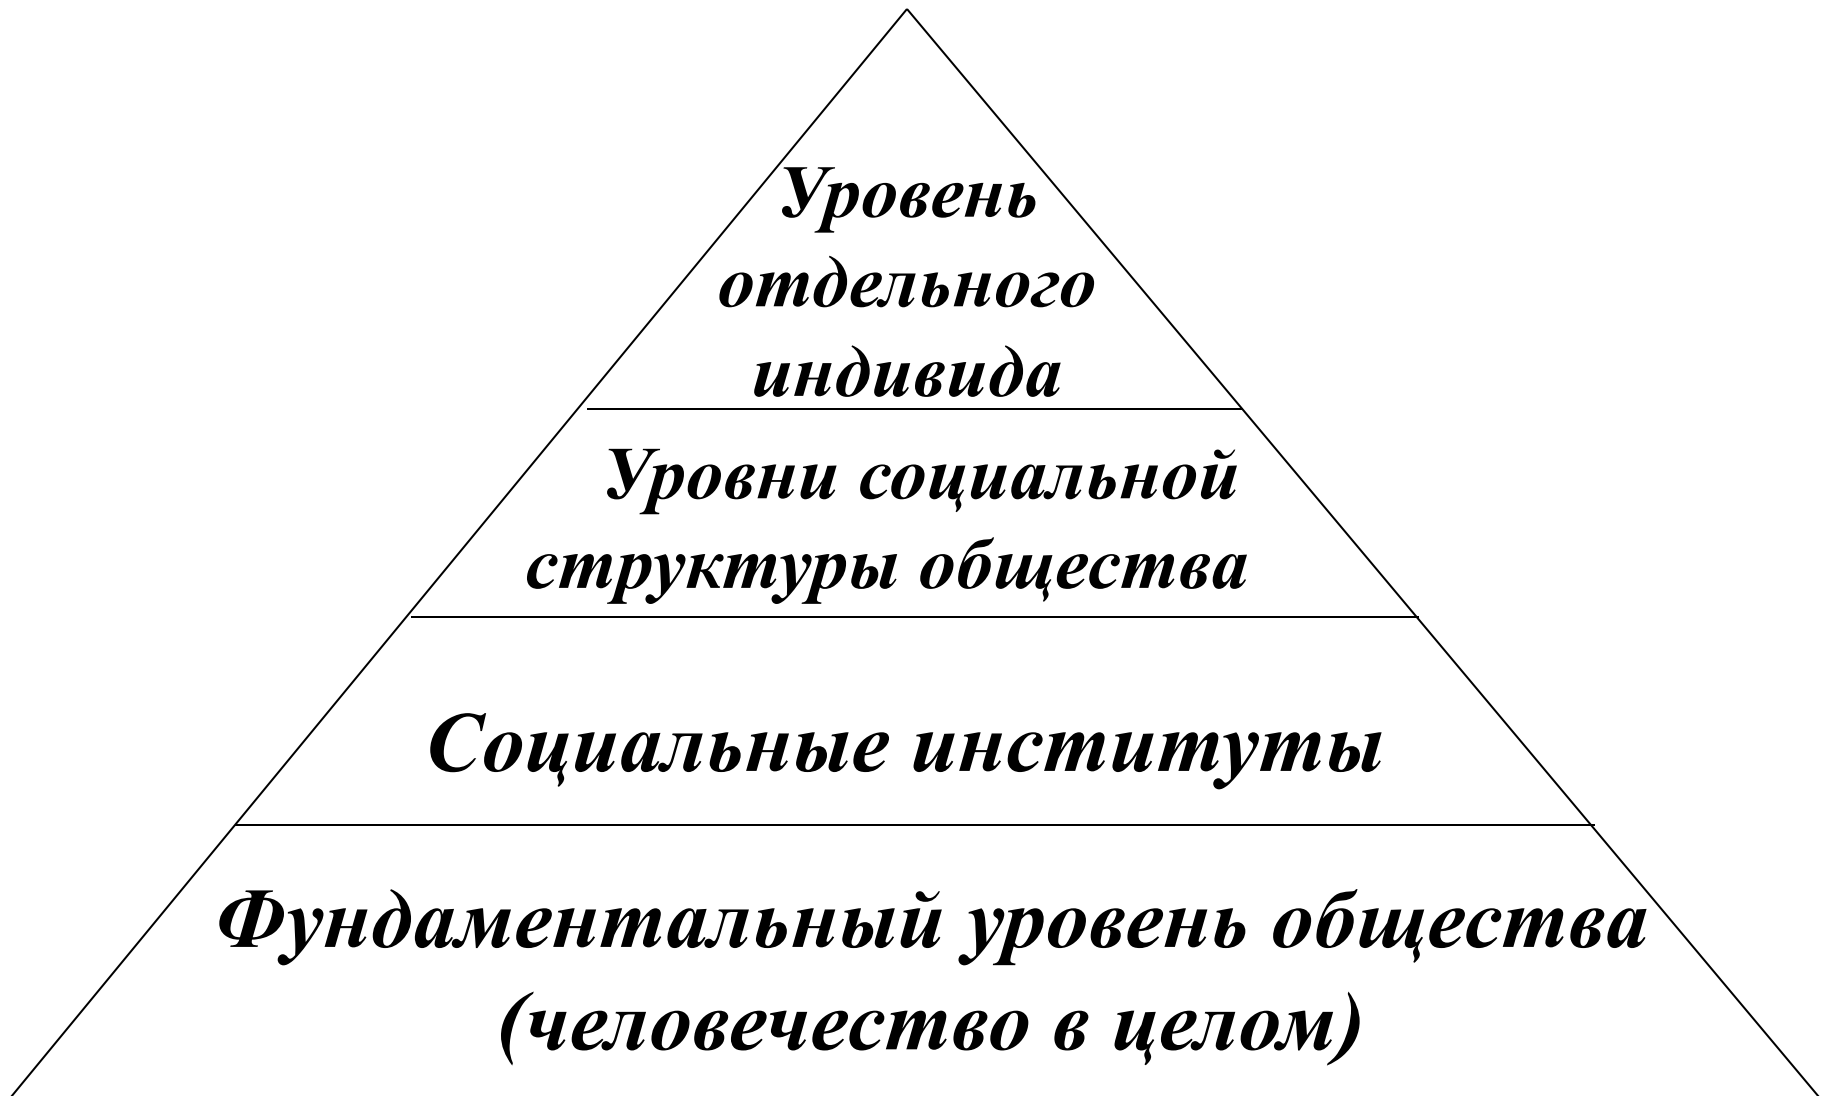 Уровень
отдельного
индивида
Уровни социальной
структуры общества
Социальные институты
Фундаментальный уровень общества
(человечество в целом)